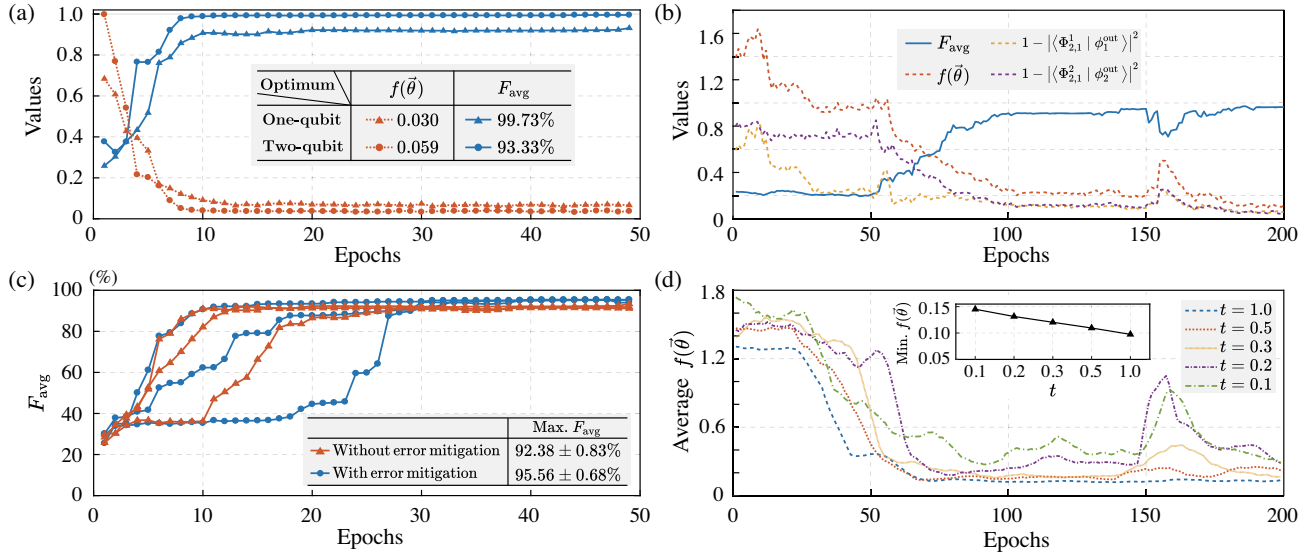 (a)
1.0
0.8
0.6
0.4
0.2
0
Values
Optimum f(θ⃗) F_avg
One-qubit 0.030 99.73%
Two-qubit 0.059 93.33%
0 10 20 30 40 50
Epochs
(b)
1.6
1.2
0.8
0.4
0
Values
F_avg 1 − |⟨Φ¹₂,₁ | ϕ₁^out⟩|²
f(θ⃗) 1 − |⟨Φ²₂,₁ | ϕ₂^out⟩|²
0 50 100 150 200
Epochs
(c)
(%)
100
80
60
40
20
0
F_avg
Max. F_avg
Without error mitigation 92.38 ± 0.83%
With error mitigation 95.56 ± 0.68%
0 10 20 30 40 50
Epochs
(d)
1.8
1.2
0.6
0
Average f(θ⃗)
0.15
0.10
0.05
Min. f(θ⃗)
0.1 0.2 0.3 0.5 1.0
t
t = 1.0
t = 0.5
t = 0.3
t = 0.2
t = 0.1
0 50 100 150 200
Epochs